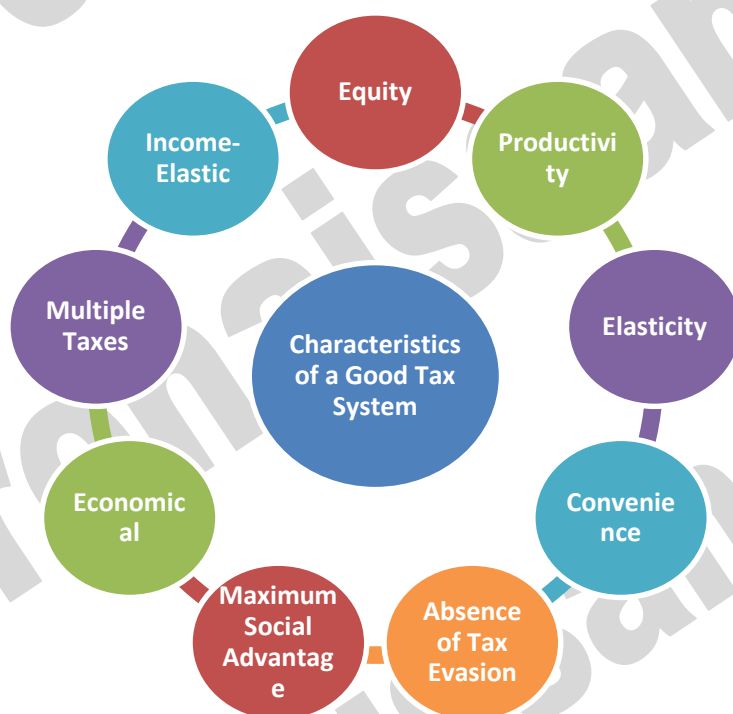 Equity
Productivi
ty
Elasticity
Convenie
nce
Absence
of Tax
Evasion
Maximum
Social
Advantag
e
Economic
al
Multiple
Taxes
Income-
Elastic
Characteristics
of a Good Tax
System